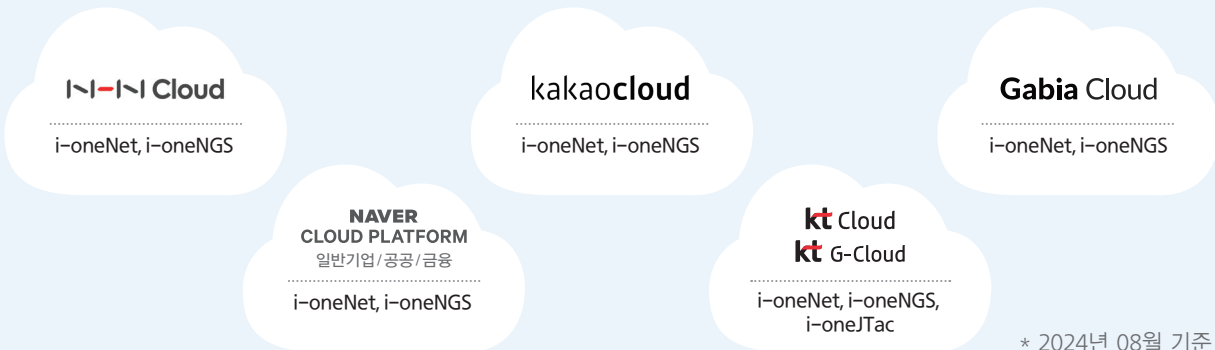 NHN Cloud
i-oneNet, i-oneNGS
kakaocloud
i-oneNet, i-oneNGS
Gabia Cloud
i-oneNet, i-oneNGS
NAVER
CLOUD PLATFORM
일반기업/공공/금융
i-oneNet, i-oneNGS
kt Cloud
kt G-Cloud
i-oneNet, i-oneNGS,
i-oneJTac
* 2024년 08월 기준